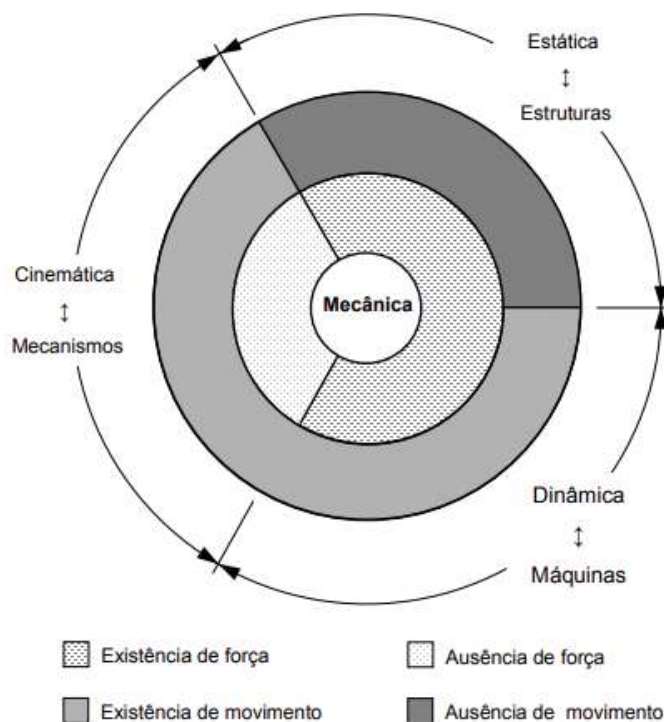 Estática
↕
Estruturas
Cinemática
↕
Mecanismos
Mecânica
Dinâmica
↕
Máquinas
Existência de força
Ausência de força
Existência de movimento
Ausência de movimento